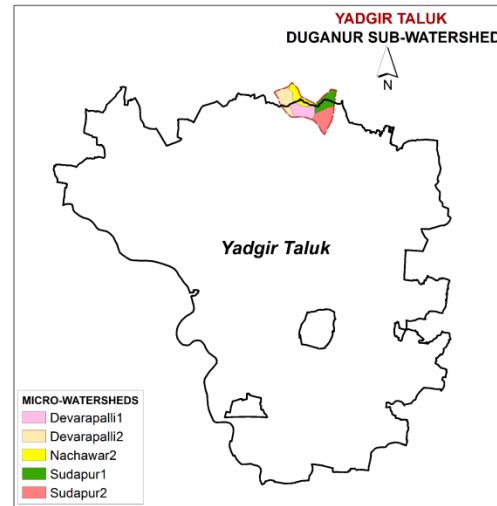 YADGIR TALUK
DUGANUR SUB-WATERSHED
N
Yadgir Taluk
MICRO-WATERSHEDS
Devarapalli1
Devarapalli2
Nachawar2
Sudapur1
Sudapur2